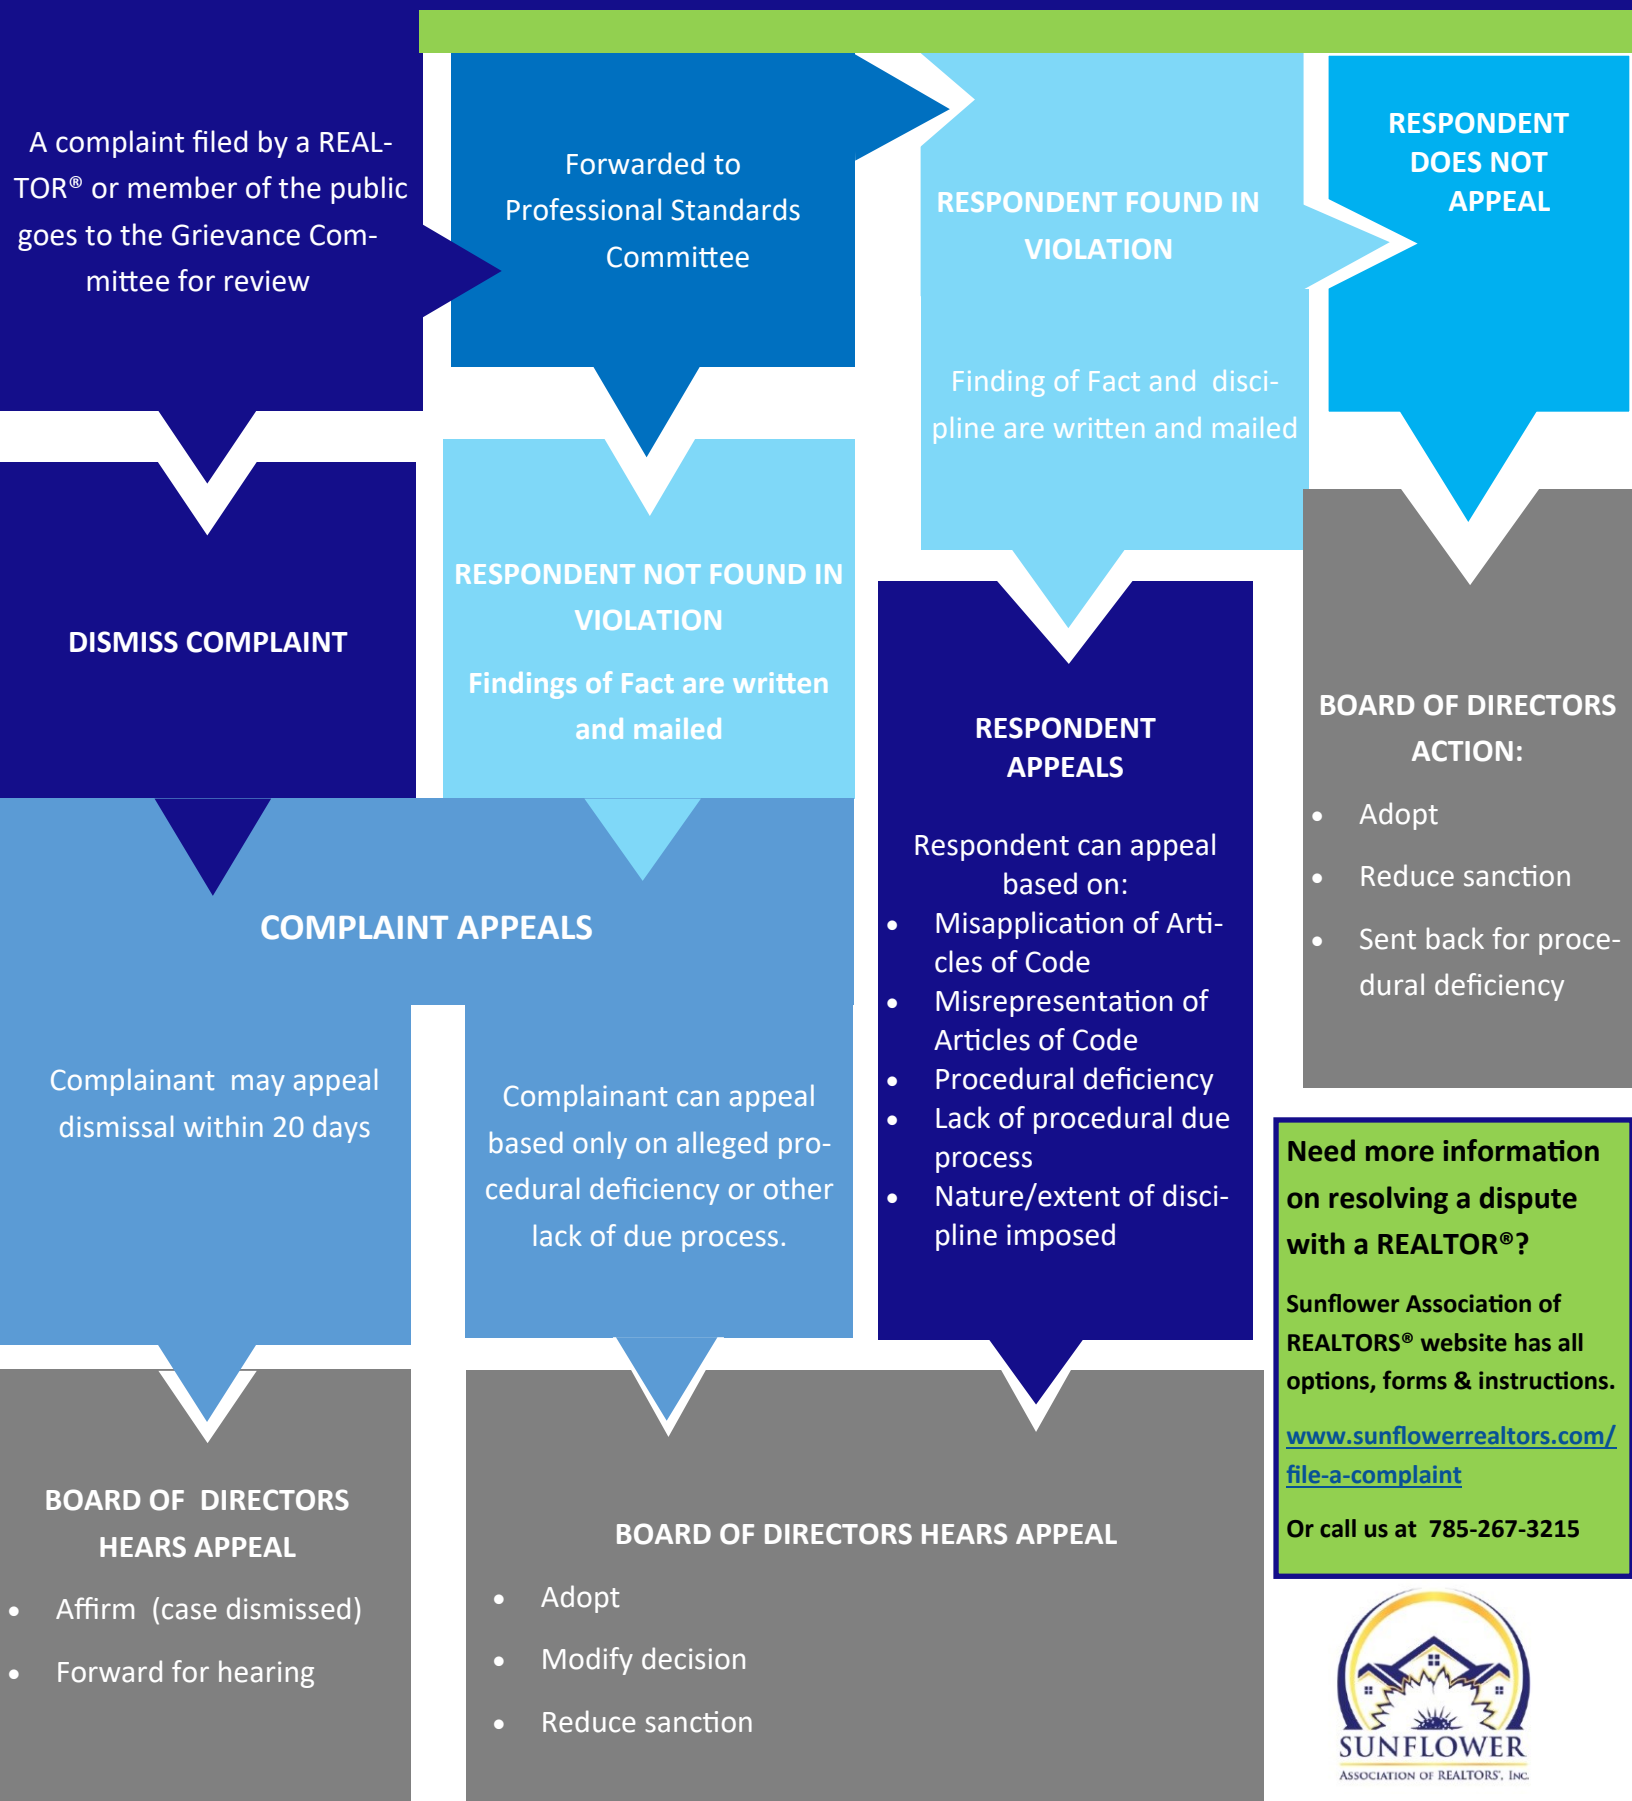 A complaint filed by a REAL-
TOR® or member of the public
goes to the Grievance Com-
mittee for review
Forwarded to
Professional Standards
Committee
RESPONDENT FOUND IN
VIOLATION
Finding of Fact and  disci-
pline are written and mailed
RESPONDENT
DOES NOT
APPEAL
DISMISS COMPLAINT
RESPONDENT NOT FOUND IN
VIOLATION
Findings of Fact are written
and mailed
RESPONDENT
APPEALS
Respondent can appeal
based on:
• Misapplication of Arti-
cles of Code
• Misrepresentation of
Articles of Code
• Procedural deficiency
• Lack of procedural due
process
• Nature/extent of disci-
pline imposed
BOARD OF DIRECTORS
ACTION:
• Adopt
• Reduce sanction
• Sent back for proce-
dural deficiency
COMPLAINT APPEALS
Complainant  may appeal
dismissal within 20 days
Complainant can appeal
based only on alleged pro-
cedural deficiency or other
lack of due process.
BOARD OF  DIRECTORS
HEARS APPEAL
• Affirm  (case dismissed)
• Forward for hearing
BOARD OF DIRECTORS HEARS APPEAL
• Adopt
• Modify decision
• Reduce sanction
Need more information
on resolving a dispute
with a REALTOR®?
Sunflower Association of
REALTORS® website has all
options, forms & instructions.
www.sunflowerrealtors.com/
file-a-complaint
Or call us at  785-267-3215
SUNFLOWER
ASSOCIATION OF REALTORS®, INC.